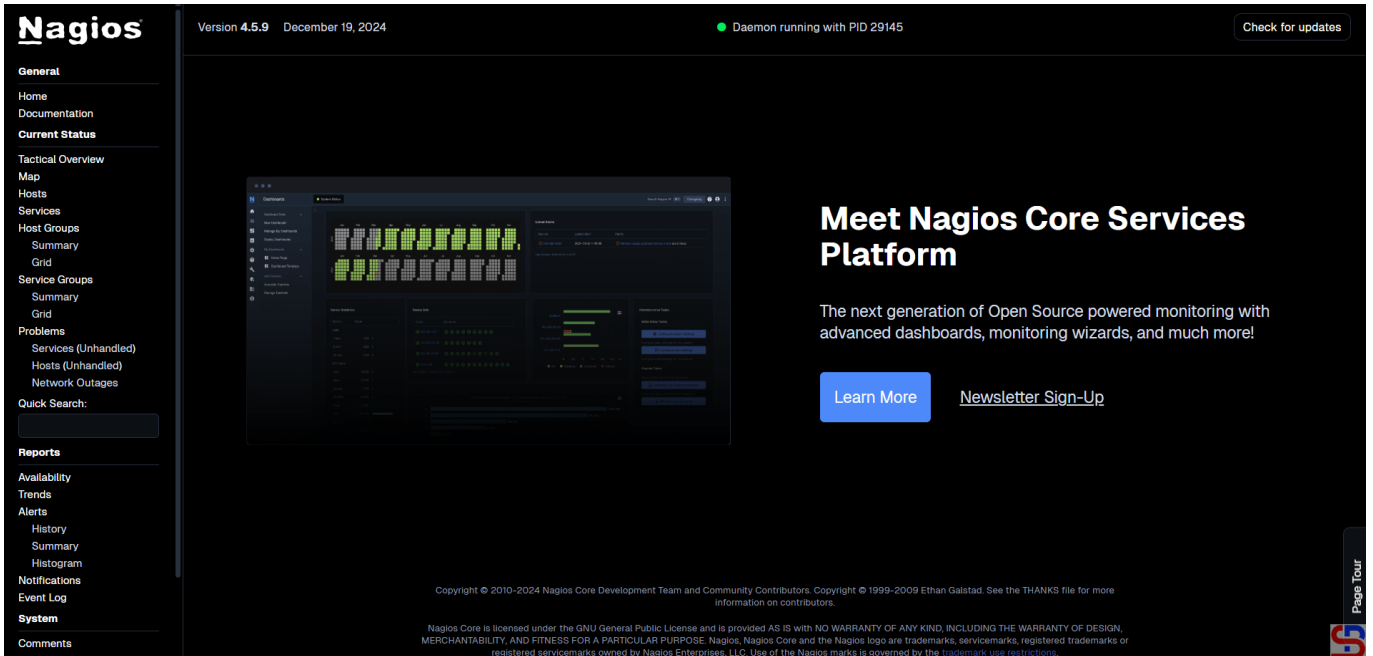 Nagios
General
Home
Documentation
Current Status
Tactical Overview
Map
Hosts
Services
Host Groups
Summary
Grid
Service Groups
Summary
Grid
Problems
Services (Unhandled)
Hosts (Unhandled)
Network Outages
Quick Search:
Reports
Availability
Trends
Alerts
History
Summary
Histogram
Notifications
Event Log
System
Comments
Version 4.5.9 December 19, 2024
Daemon running with PID 29145
Check for updates
Dashboard
Meet Nagios Core Services
Platform
The next generation of Open Source powered monitoring with
advanced dashboards, monitoring wizards, and much more!
Learn More
Newsletter Sign-Up
Page Tour
Copyright © 2010-2024 Nagios Core Development Team and Community Contributors. Copyright © 1999-2009 Ethan Galstad. See the THANKS file for more
information on contributors.
Nagios Core is licensed under the GNU General Public License and is provided AS IS with NO WARRANTY OF ANY KIND, INCLUDING THE WARRANTY OF DESIGN,
MERCHANTABILITY, AND FITNESS FOR A PARTICULAR PURPOSE. Nagios, Nagios Core and the Nagios logo are trademarks, servicemarks, registered trademarks or
registered servicemarks owned by Nagios Enterprises, LLC. Use of the Nagios marks is governed by the trademark use restrictions.